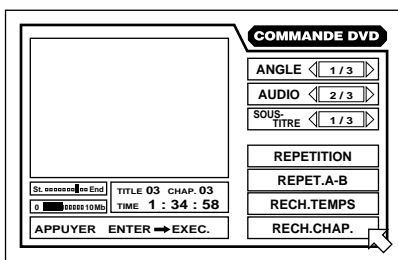 COMMANDE DVD
ANGLE 1 / 3
AUDIO 2 / 3
SOUS-TITRE 1 / 3
REPETITION
REPET.A-B
RECH.TEMPS
RECH.CHAP.
St. End
0 10Mb
TITLE 03 CHAP. 03
TIME 1 : 34 : 58
APPUYER ENTER ➡ EXEC.